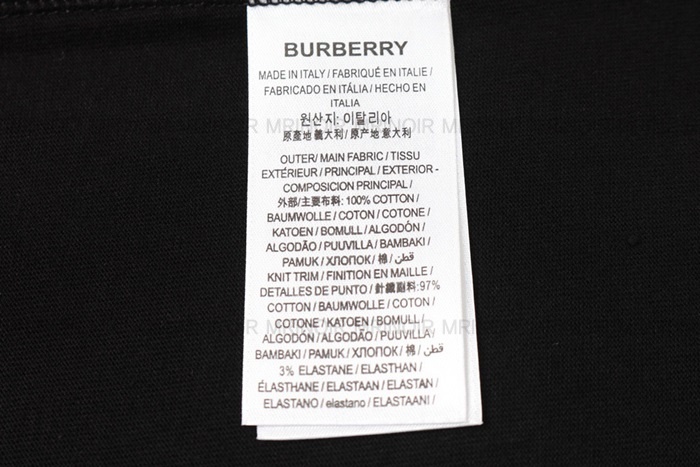 BURBERRY
MADE IN ITALY / FABRIQUÉ EN ITALIE /
FABRICADO EN ITÁLIA / HECHO EN
ITALIA
원산지: 이탈리아
原產地 義大利 / 原产地 意大利
OUTER/ MAIN FABRIC / TISSU
EXTÉRIEUR / PRINCIPAL / EXTERIOR -
COMPOSICION PRINCIPAL /
外部/主要布料: 100% COTTON /
BAUMWOLLE / COTON / COTONE /
KATOEN / BOMULL / ALGODÓN /
ALGODÃO / PUUVILLA / BAMBAKI /
PAMUK / ХЛОПОК / 棉 / قطن
KNIT TRIM / FINITION EN MAILLE /
DETALLES DE PUNTO / 針織副料:97%
COTTON / BAUMWOLLE / COTON /
COTONE / KATOEN / BOMULL /
ALGODÓN / ALGODÃO / PUUVILLA /
BAMBAKI / PAMUK / ХЛОПОК / 棉 / قطن
3% ELASTANE / ELASTHAN /
ÉLASTHANE / ELASTAAN / ELASTAN /
ELASTANO / elastano / ELASTAANI /